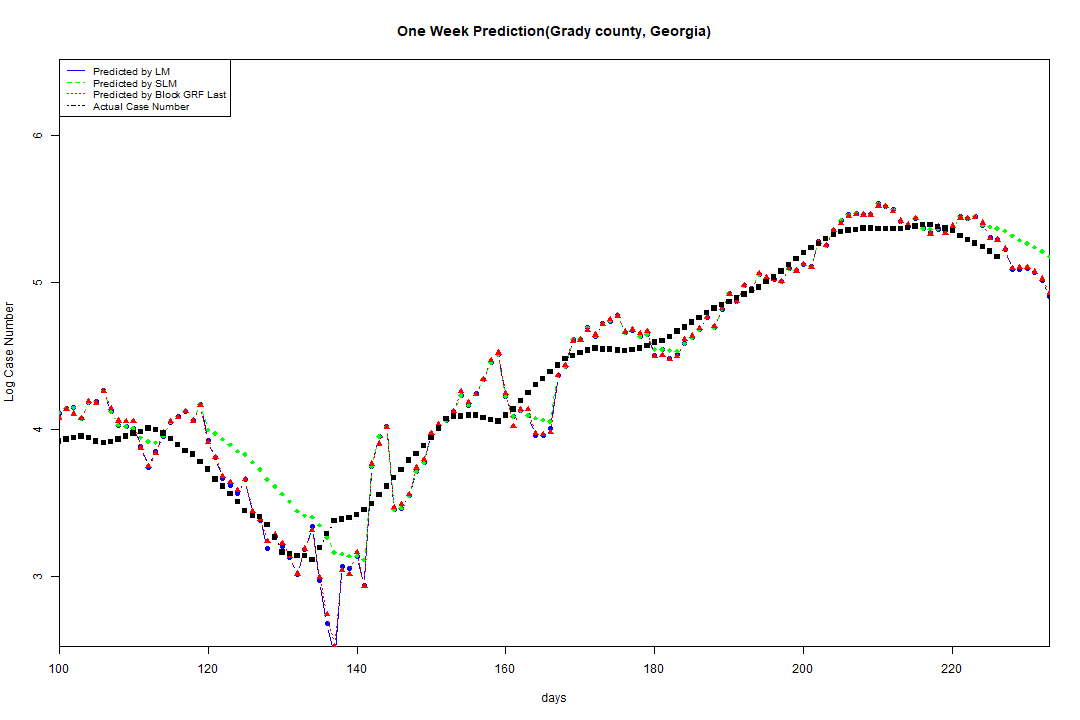 One Week Prediction(Grady county, Georgia)
Predicted by LM
Predicted by SLM
Predicted by Block GRF Last
Actual Case Number
6
5
4
3
Log Case Number
100 120 140 160 180 200 220
days